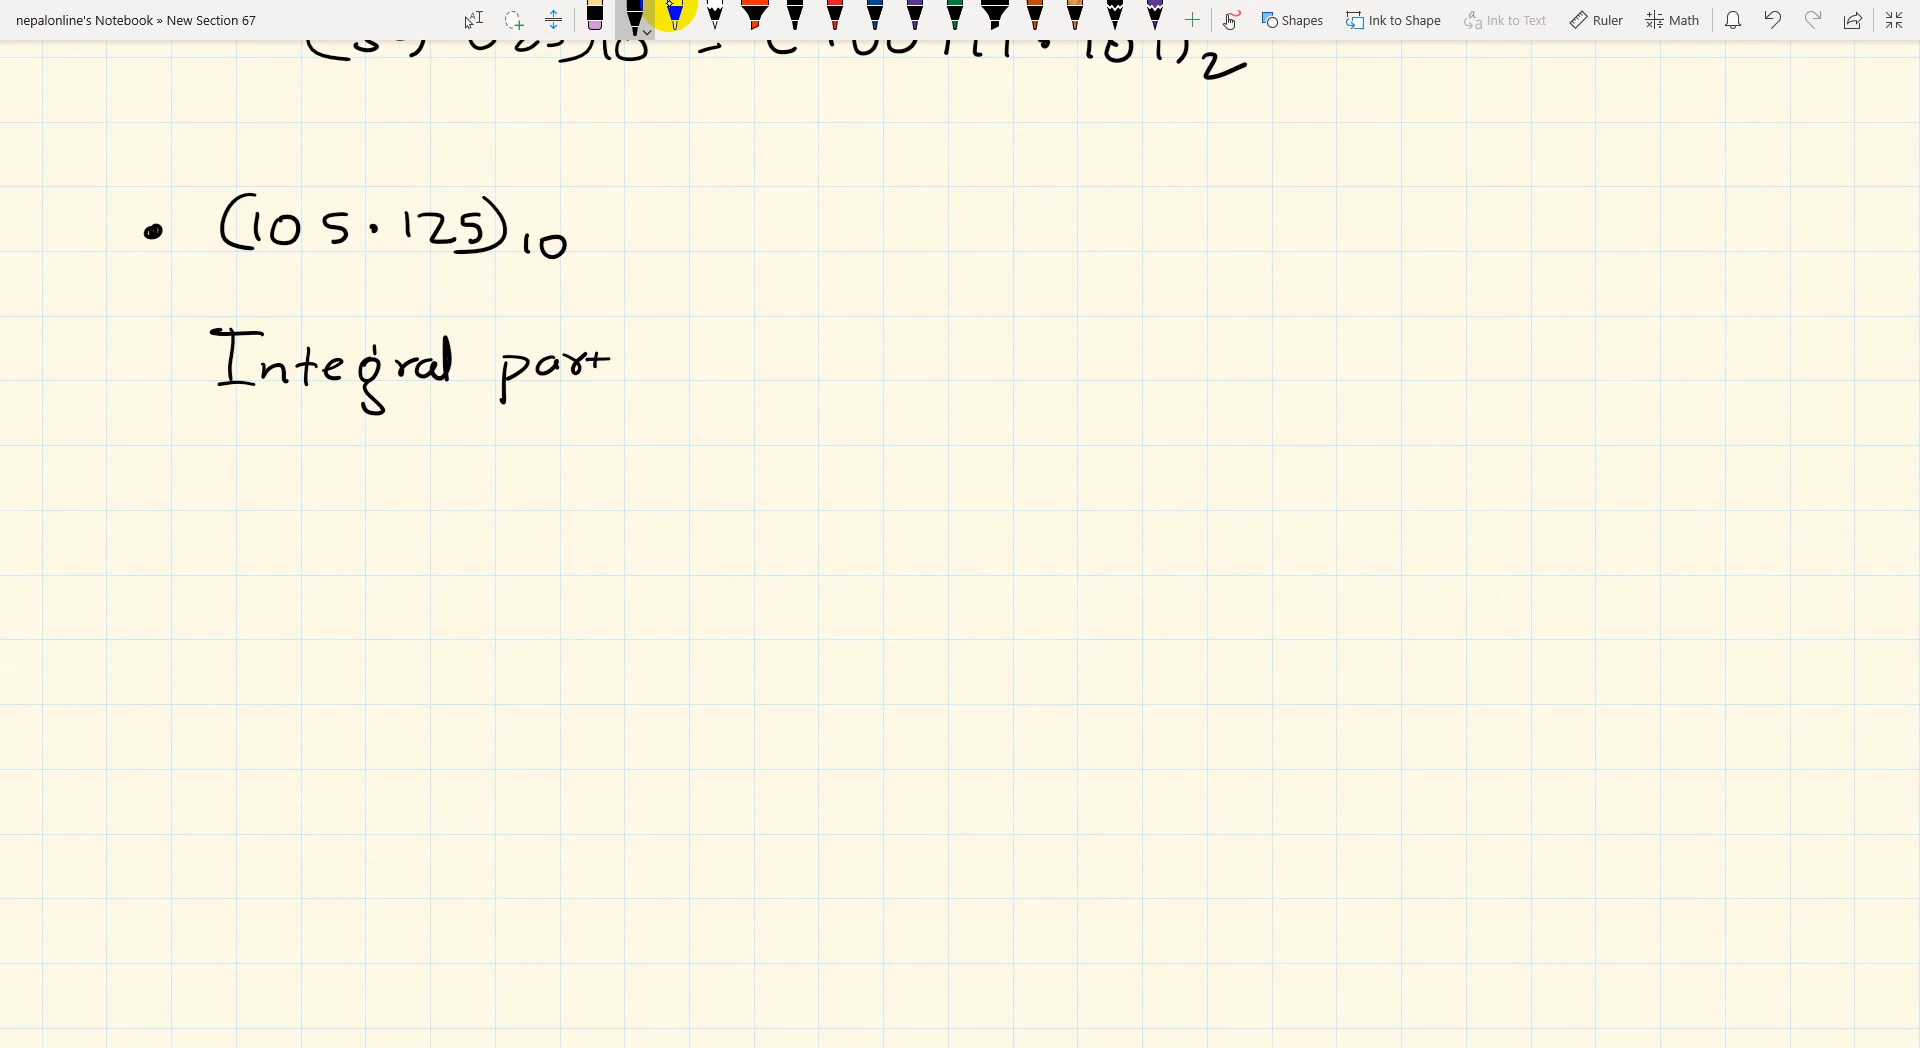 nepalonline's Notebook » New Section 67
Shapes
Ink to Shape
Ink to Text
Ruler
Math
(105.125)10
Integral part